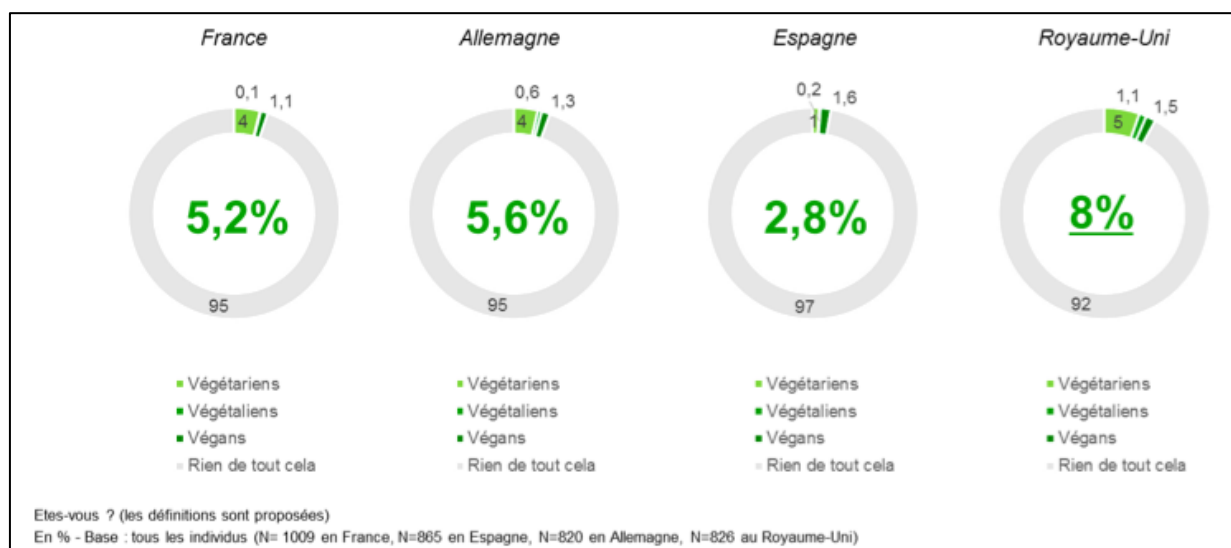 France
0,1
1,1
4
5,2%
95
Végétariens
Végétaliens
Végans
Rien de tout cela
Allemagne
0,6
1,3
4
5,6%
95
Végétariens
Végétaliens
Végans
Rien de tout cela
Espagne
0,2
1,6
1
2,8%
97
Végétariens
Végétaliens
Végans
Rien de tout cela
Royaume-Uni
1,1
1,5
5
8%
92
Végétariens
Végétaliens
Végans
Rien de tout cela
Etes-vous ? (les définitions sont proposées)
En % - Base : tous les individus (N= 1009 en France, N=865 en Espagne, N=820 en Allemagne, N=826 au Royaume-Uni)